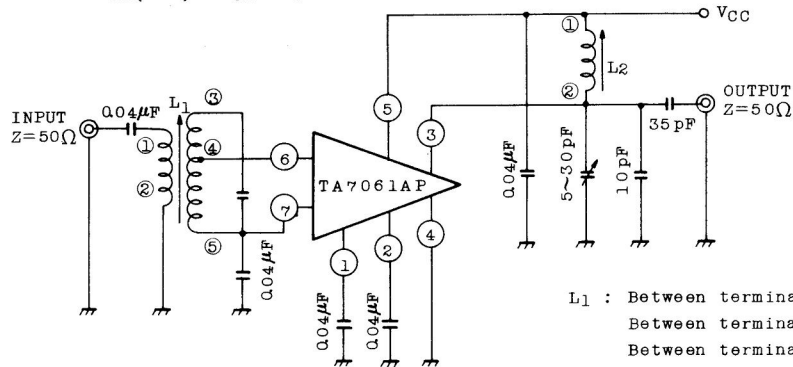 VCC
①
L2
②
INPUT
Z=50Ω
0.04μF
L1
③
①
④
②
⑤
OUTPUT
Z=50Ω
35pF
⑤
③
⑥
TA7061AP
⑦
④
②
①
0.04μF
5~30pF
10pF
0.04μF
0.04μF
0.04μF
L1 : Between termina
Between termina
Between termina